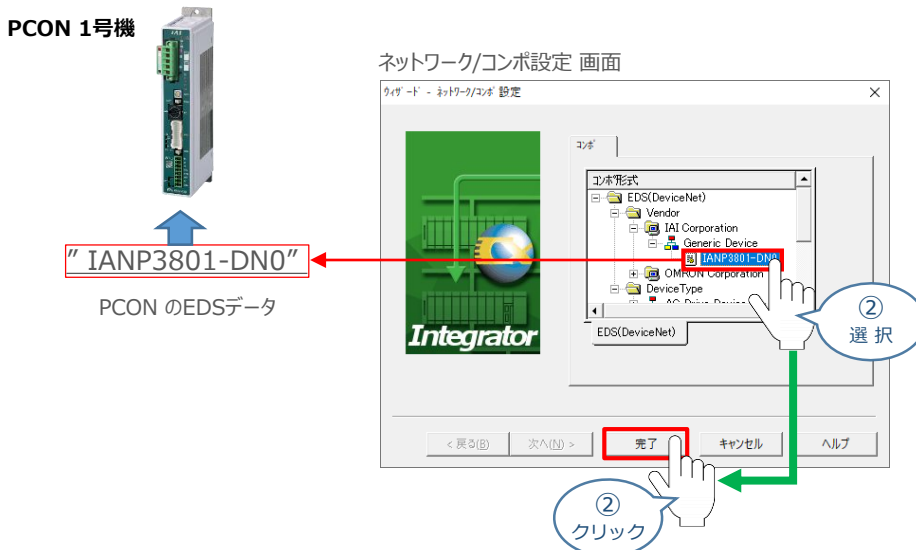 PCON 1号機
IAI
" IANP3801-DN0"
PCON のEDSデータ
ネットワーク/コンポ設定 画面
ｳｨｻﾞｰﾄﾞ - ﾈｯﾄﾜｰｸ/ｺﾝﾎﾟ 設定
ｺﾝﾎﾟ
ｺﾝﾎﾟ形式
EDS(DeviceNet)
Vendor
IAI Corporation
Generic Device
IANP3801-DN0
OMRON Corporation
DeviceType
AC Drive Device
EDS(DeviceNet)
Integrator
< 戻る(B)
次へ(N) >
完了
キャンセル
ヘルプ
②
選 択
②
クリック